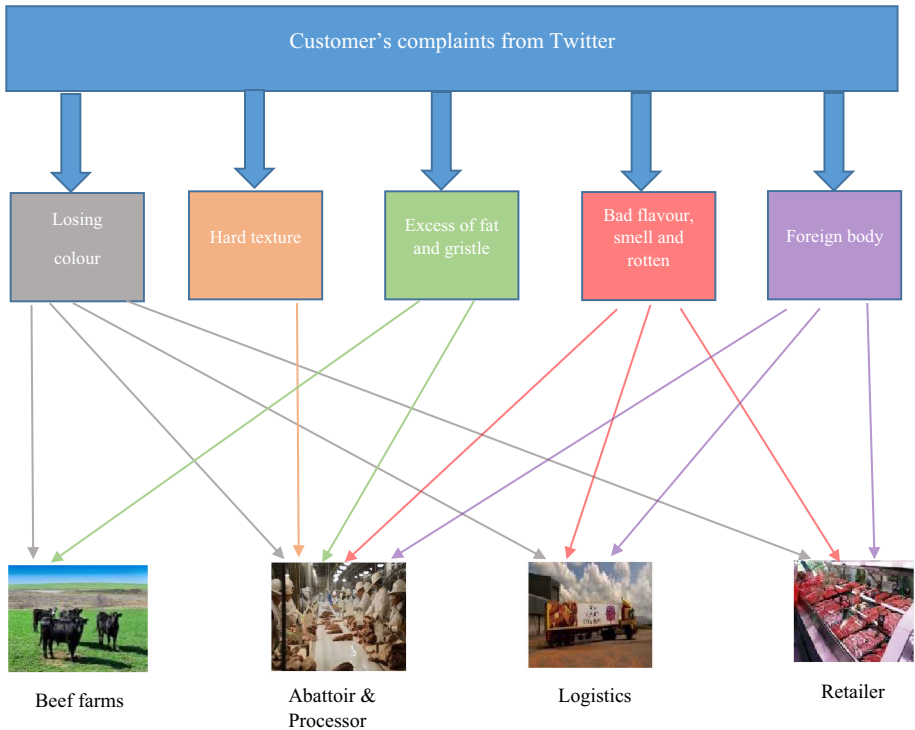 Customer's complaints from Twitter
Losing
colour
Hard texture
Excess of fat
and gristle
Bad flavour,
smell and
rotten
Foreign body
Beef farms
Abattoir &
Processor
Logistics
Retailer